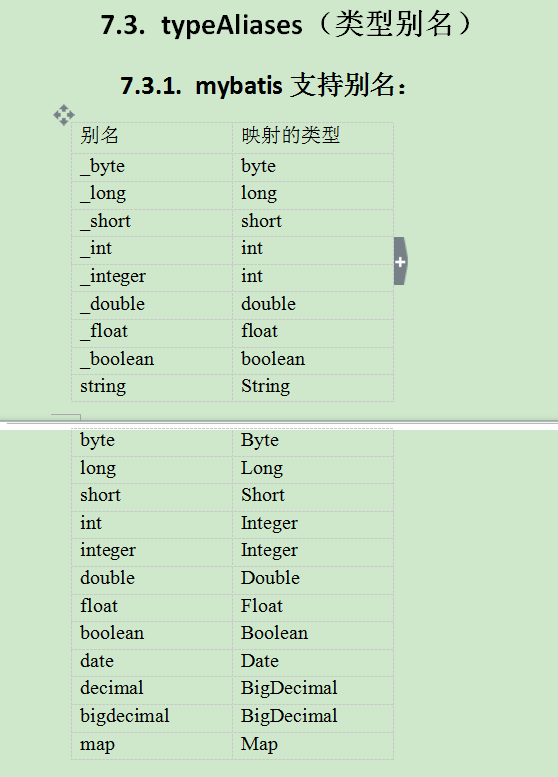 7.3. typeAliases（类型别名）
7.3.1. mybatis 支持别名：
别名 映射的类型
_byte byte
_long long
_short short
_int int
_integer int
_double double
_float float
_boolean boolean
string String
byte Byte
long Long
short Short
int Integer
integer Integer
double Double
float Float
boolean Boolean
date Date
decimal BigDecimal
bigdecimal BigDecimal
map Map